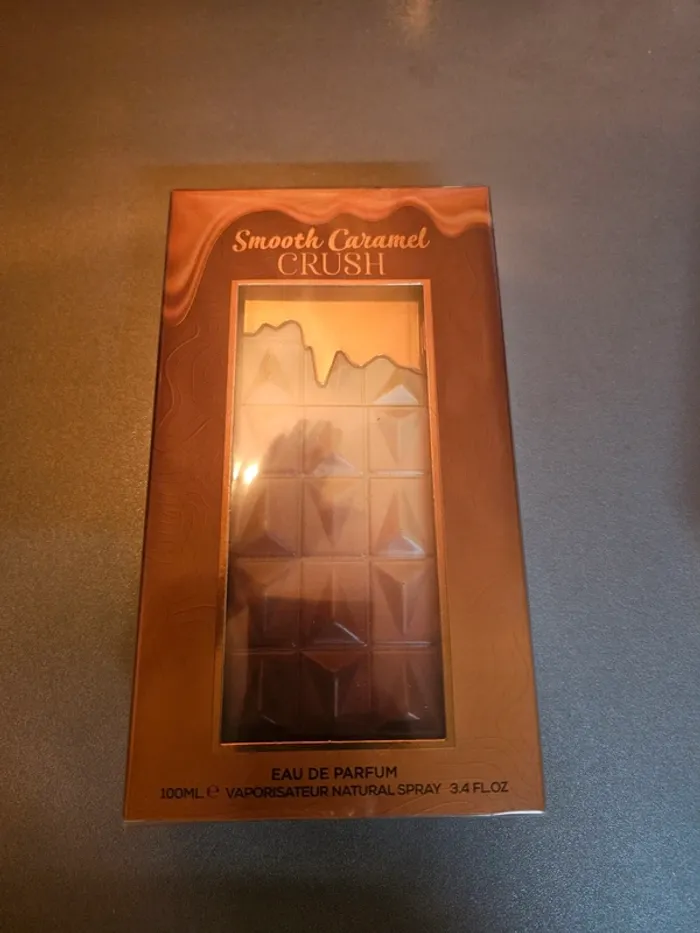 Smooth Caramel
CRUSH
EAU DE PARFUM
100ML ℮ VAPORISATEUR NATURAL SPRAY 3.4 FL.OZ